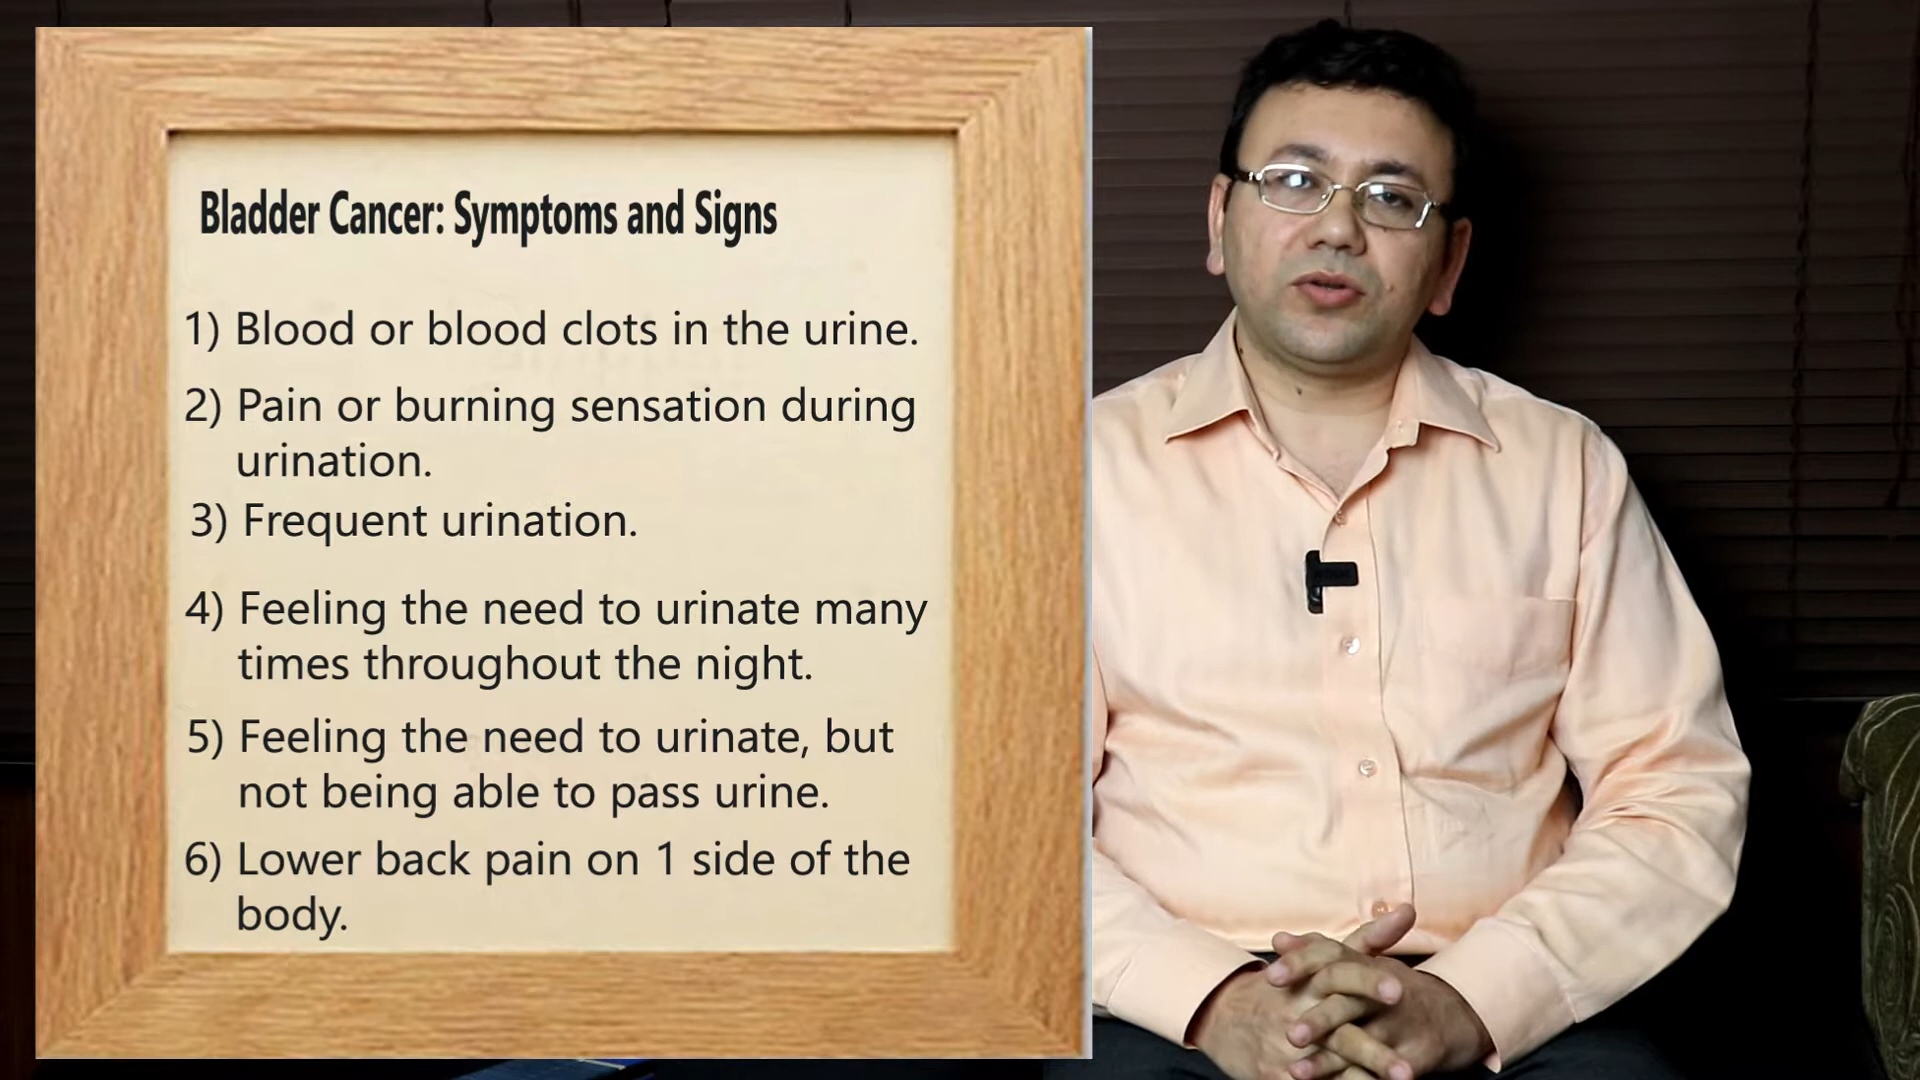 Bladder Cancer: Symptoms and Signs
1) Blood or blood clots in the urine.
2) Pain or burning sensation during
urination.
3) Frequent urination.
4) Feeling the need to urinate many
times throughout the night.
5) Feeling the need to urinate, but
not being able to pass urine.
6) Lower back pain on 1 side of the
body.